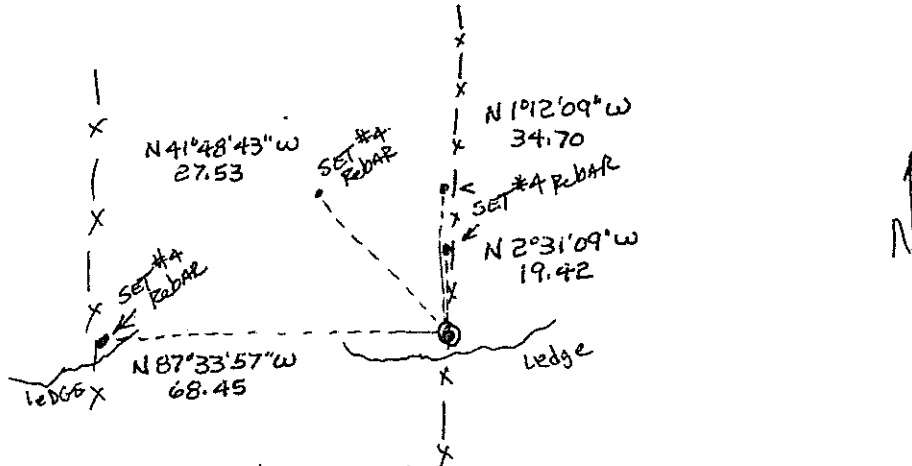 N 1°12'09" W
34.70
N 41°48'43" W
27.53
SET #4
RebAR
SET #4 RebAR
N 2°31'09" W
19.42
SET #4
RebAR
N 87°33'57" W
68.45
LeDGE
Ledge
N